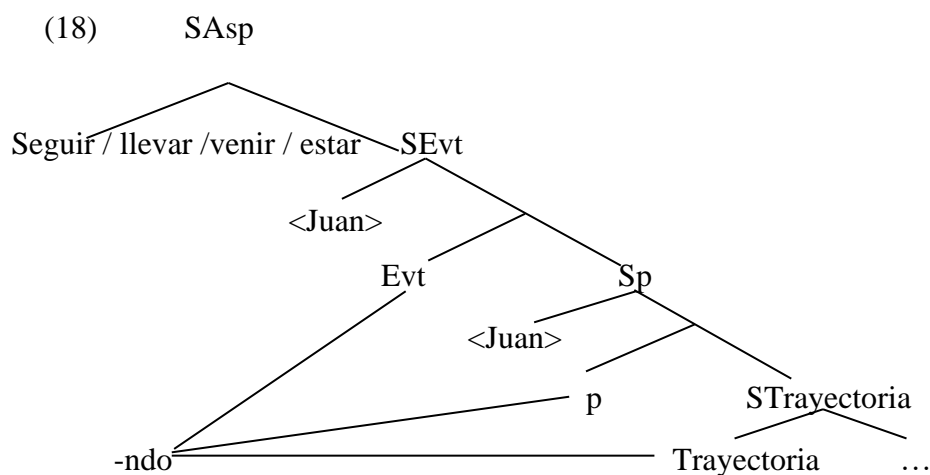 (18) SAsp
Seguir / llevar /venir / estar SEvt
<Juan>
Evt Sp
<Juan>
p STrayectoria
-ndo Trayectoria …